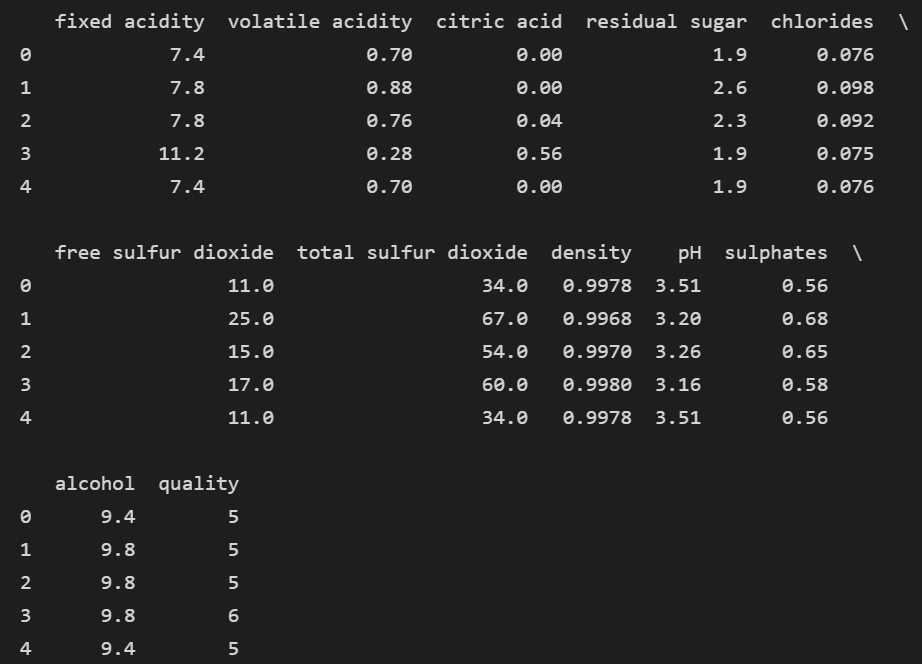 fixed acidity volatile acidity citric acid residual sugar chlorides \
0 7.4 0.70 0.00 1.9 0.076
1 7.8 0.88 0.00 2.6 0.098
2 7.8 0.76 0.04 2.3 0.092
3 11.2 0.28 0.56 1.9 0.075
4 7.4 0.70 0.00 1.9 0.076
free sulfur dioxide total sulfur dioxide density pH sulphates \
0 11.0 34.0 0.9978 3.51 0.56
1 25.0 67.0 0.9968 3.20 0.68
2 15.0 54.0 0.9970 3.26 0.65
3 17.0 60.0 0.9980 3.16 0.58
4 11.0 34.0 0.9978 3.51 0.56
alcohol quality
0 9.4 5
1 9.8 5
2 9.8 5
3 9.8 6
4 9.4 5